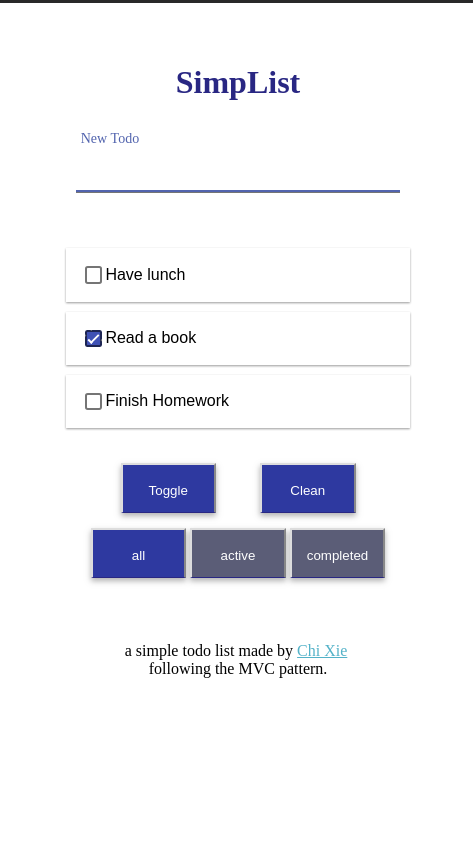 SimpList
New Todo
Have lunch
Read a book
Finish Homework
Toggle Clean
all active completed
a simple todo list made by Chi Xie
following the MVC pattern.